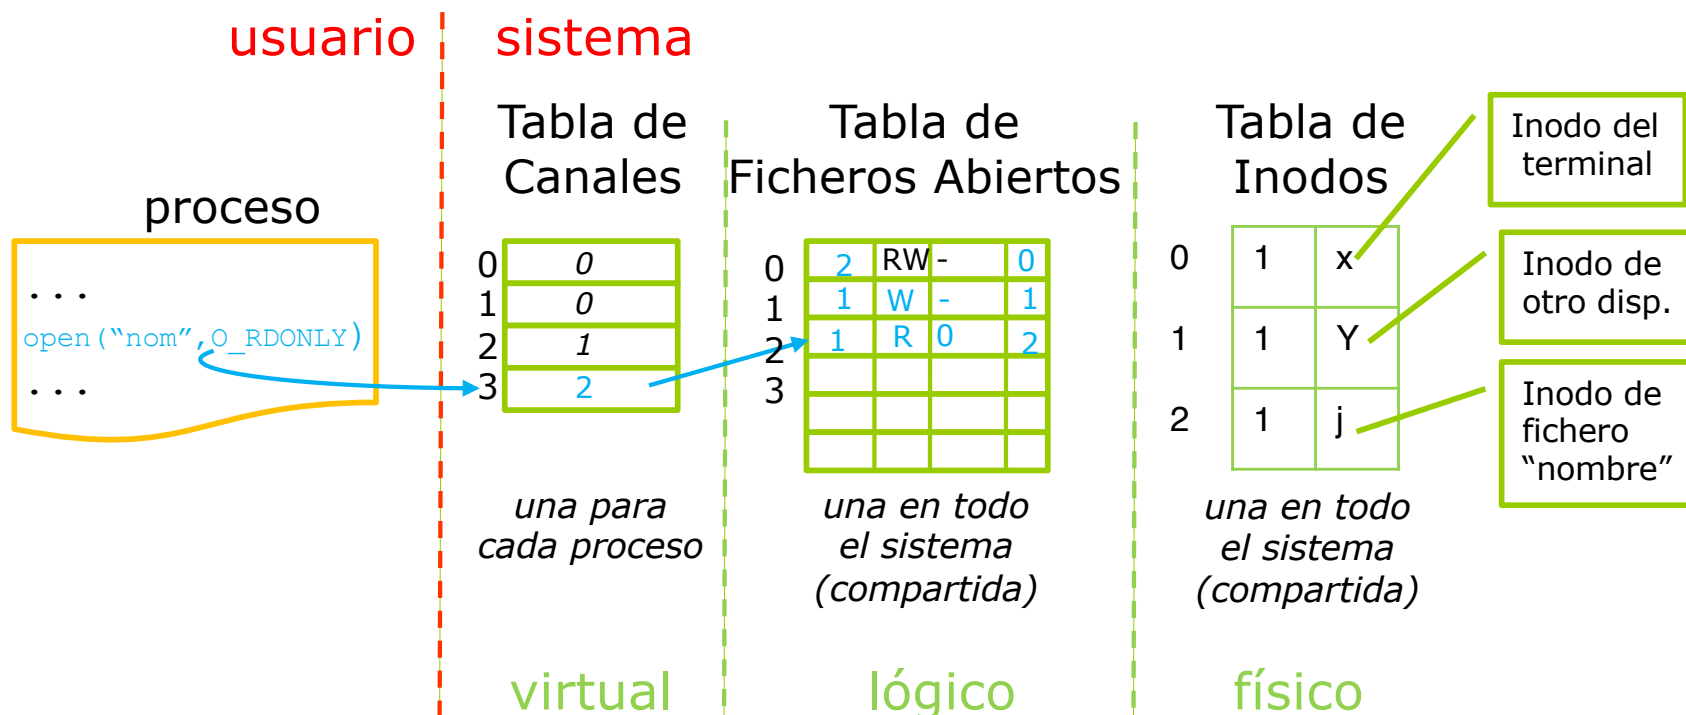 usuario
sistema
proceso
...
open("nom",O_RDONLY)
...
Tabla de
Canales
0 0
1 0
2 1
3 2
una para
cada proceso
virtual
Tabla de
Ficheros Abiertos
0 2 RW - 0
1 1 W - 1
2 1 R 0 2
3
una en todo
el sistema
(compartida)
lógico
Tabla de
Inodos
0 1 x
1 1 Y
2 1 j
una en todo
el sistema
(compartida)
físico
Inodo del
terminal
Inodo de
otro disp.
Inodo de
fichero
“nombre”